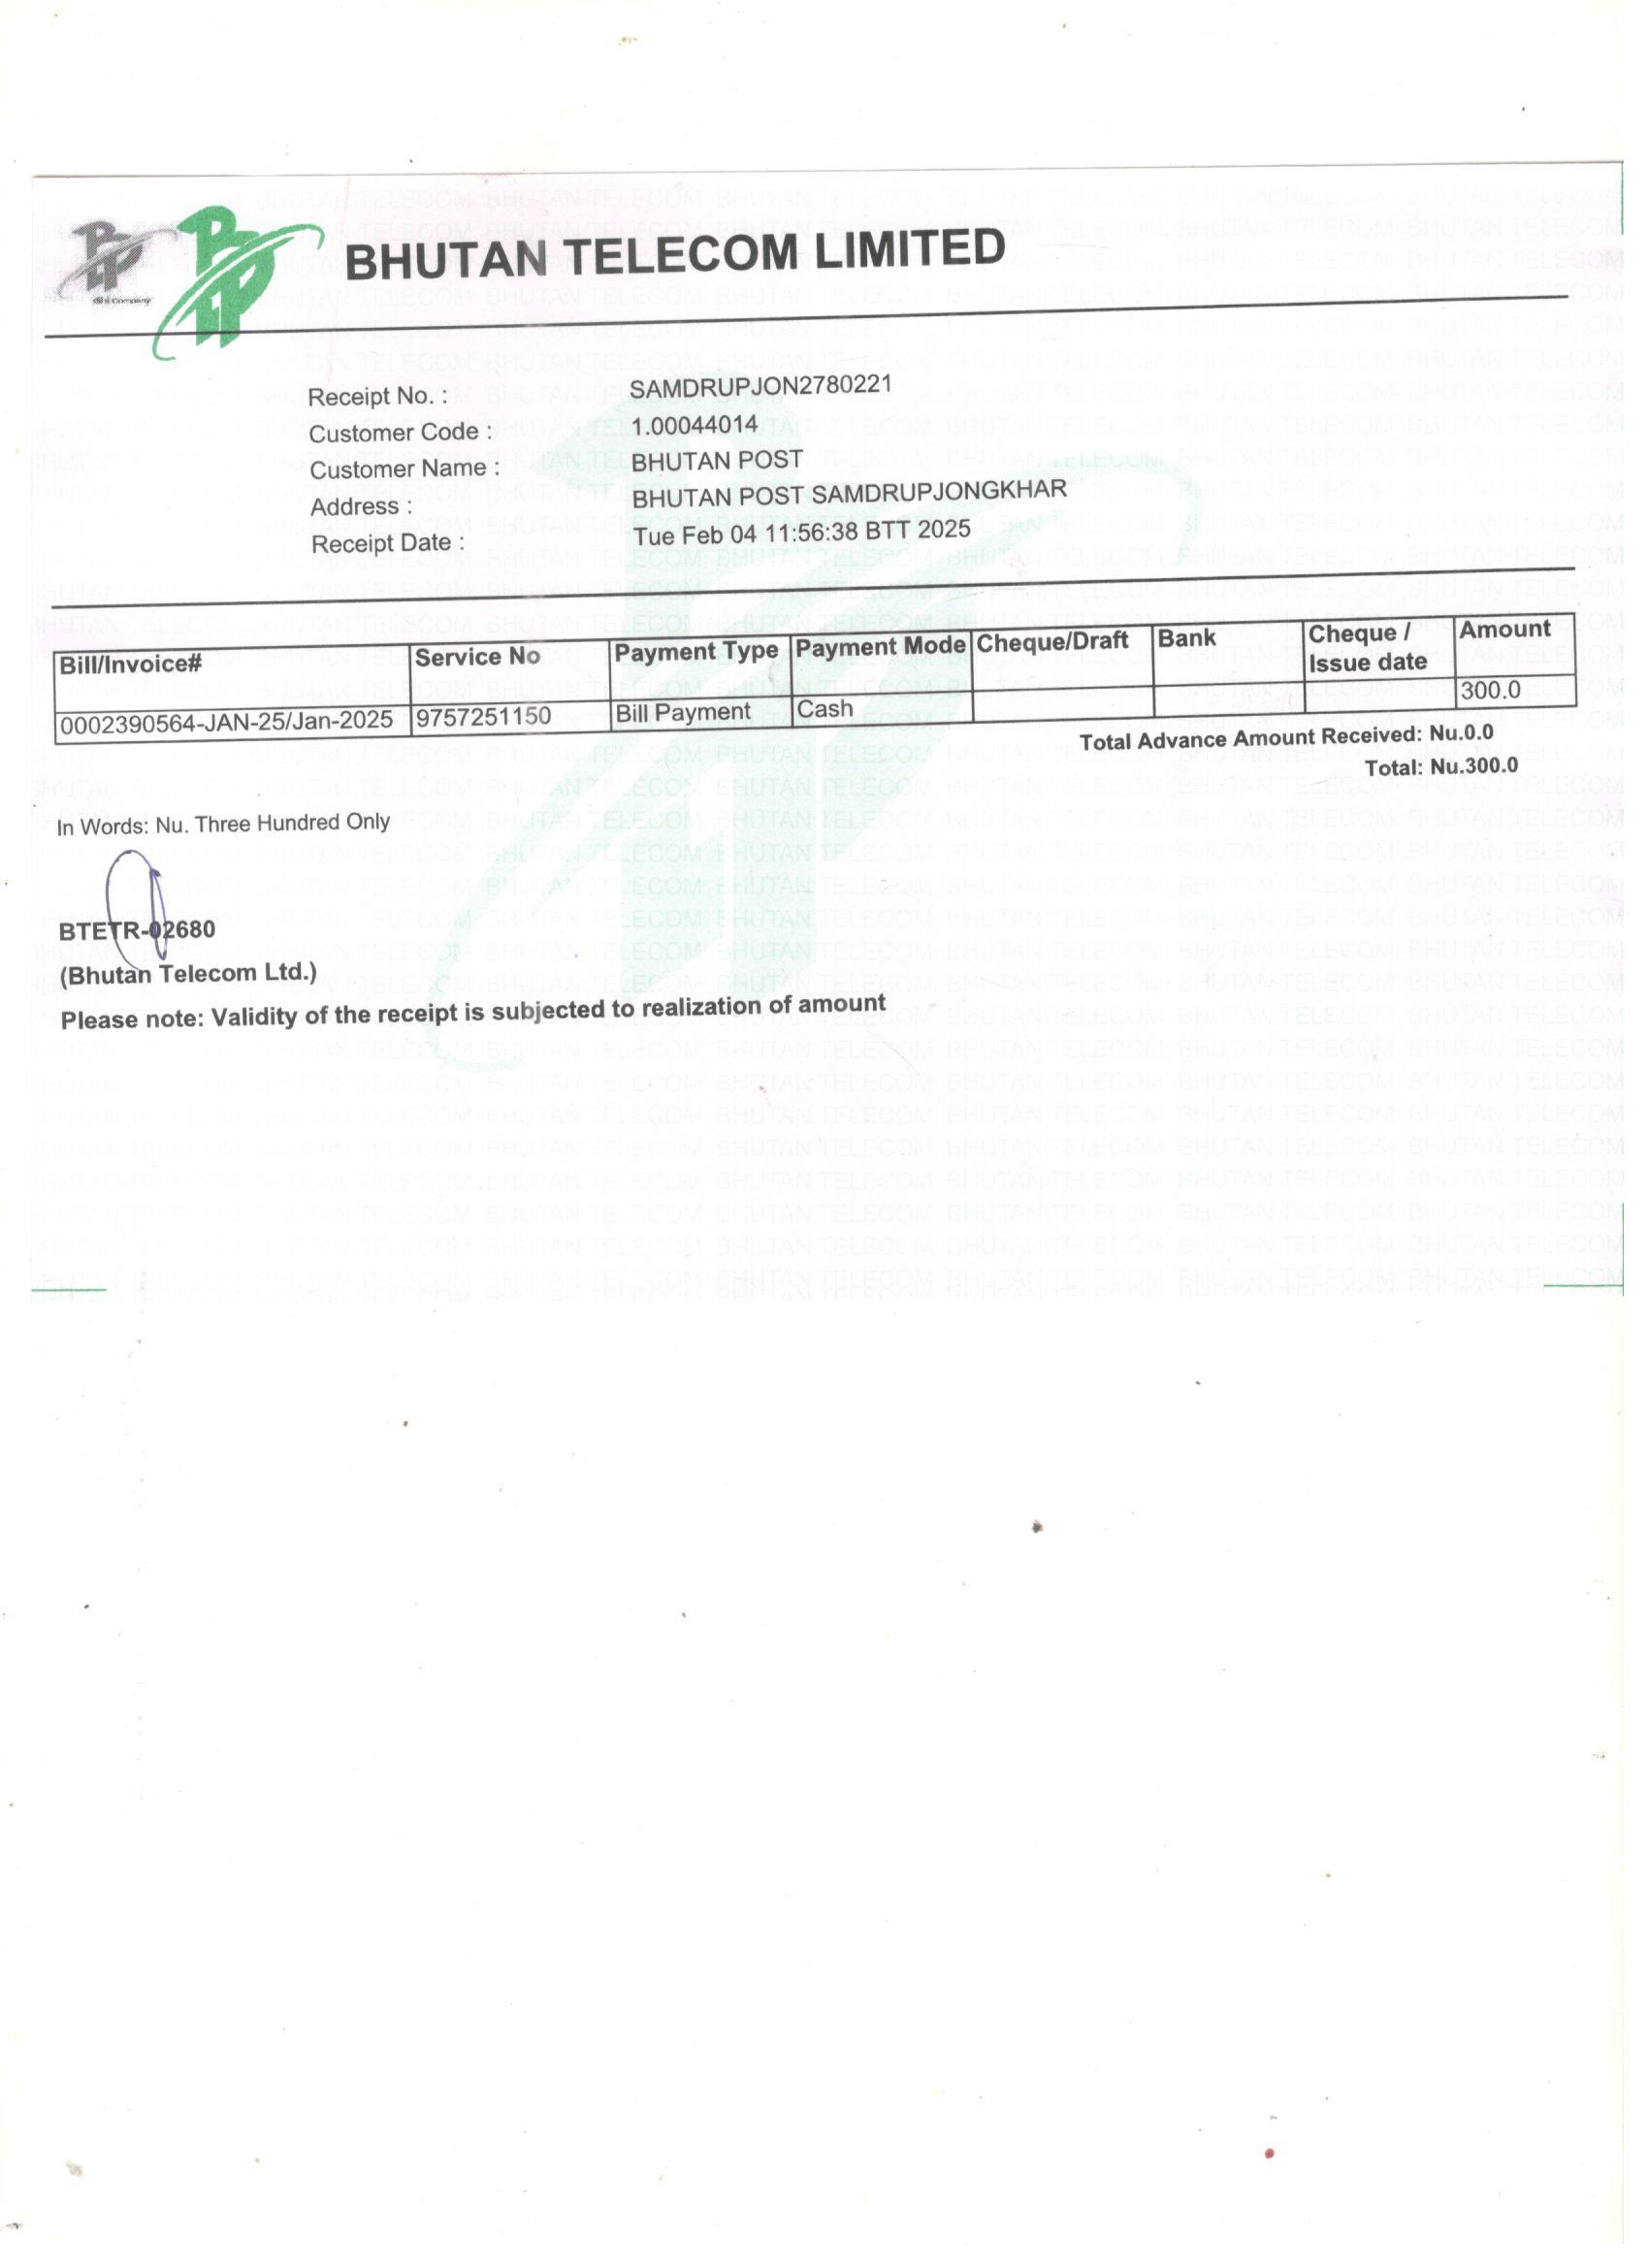 BHUTAN TELECOM LIMITED
Receipt No. : SAMDRUPJON2780221
Customer Code : 1.00044014
Customer Name : BHUTAN POST
Address : BHUTAN POST SAMDRUPJONGKHAR
Receipt Date : Tue Feb 04 11:56:38 BTT 2025
Bill/Invoice# Service No Payment Type Payment Mode Cheque/Draft Bank Cheque / Issue date Amount
0002390564-JAN-25/Jan-2025 9757251150 Bill Payment Cash 300.0
Total Advance Amount Received: Nu.0.0
Total: Nu.300.0
In Words: Nu. Three Hundred Only
BTETR-02680
(Bhutan Telecom Ltd.)
Please note: Validity of the receipt is subjected to realization of amount